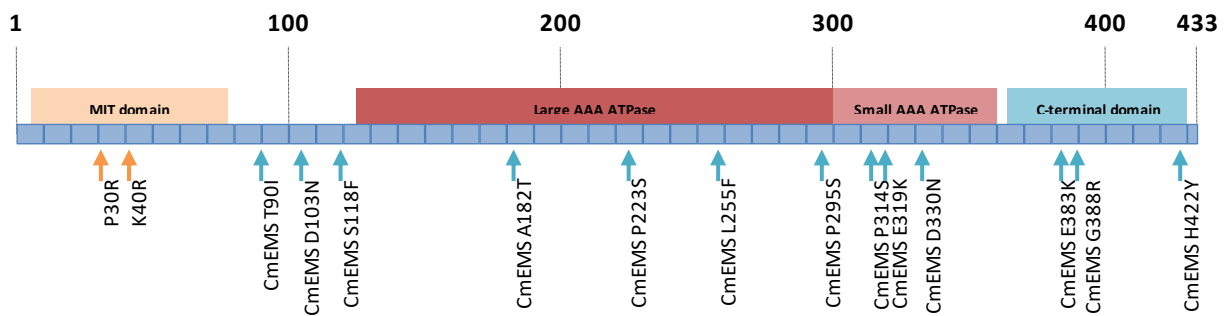 1 100 200 300 400 433
MIT domain Large AAA ATPase Small AAA ATPase C-terminal domain
P30R
K40R
CmEMS T90I
CmEMS D103N
CmEMS S118F
CmEMS A182T
CmEMS P223S
CmEMS L255F
CmEMS P295S
CmEMS P314S
CmEMS E319K
CmEMS D330N
CmEMS E383K
CmEMS G388R
CmEMS H422Y